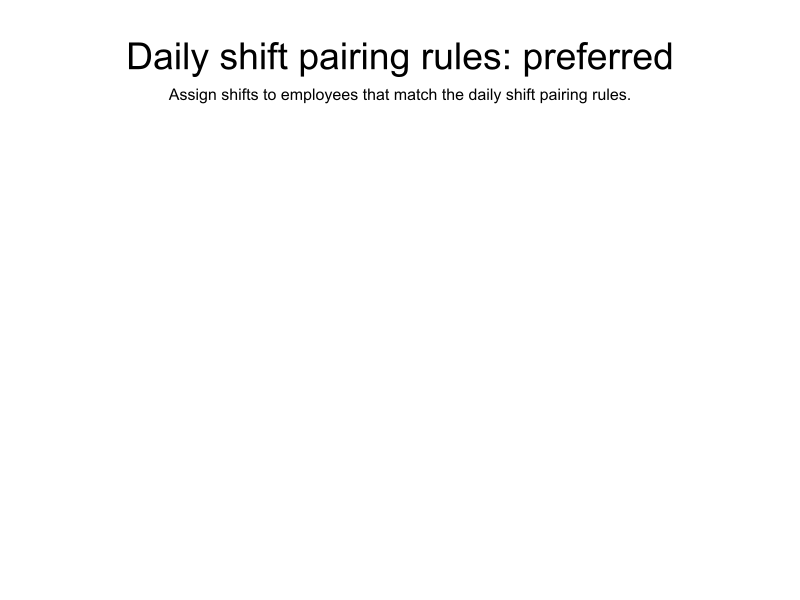 Daily shift pairing rules: preferred
Assign shifts to employees that match the daily shift pairing rules.